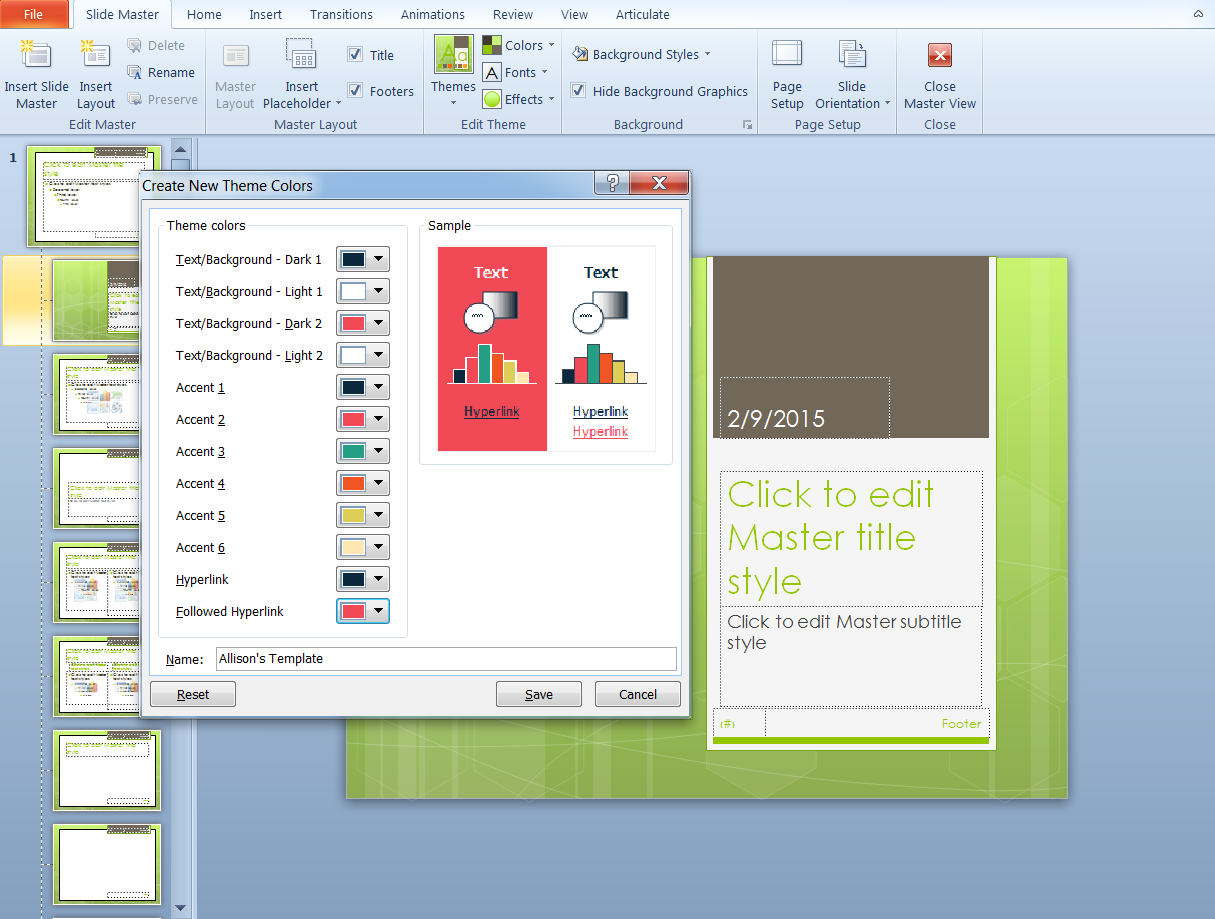 File Slide Master Home Insert Transitions Animations Review View Articulate
Insert Slide Master
Insert Layout
Delete
Rename
Preserve
Edit Master
Master Layout
Insert Placeholder
Title
Footers
Master Layout
Themes
Aa
Colors
A Fonts
Effects
Edit Theme
Background Styles
Hide Background Graphics
Background
Page Setup
Slide Orientation
Page Setup
Close Master View
Close
1
Create New Theme Colors
?
Theme colors
Text/Background - Dark 1
Text/Background - Light 1
Text/Background - Dark 2
Text/Background - Light 2
Accent 1
Accent 2
Accent 3
Accent 4
Accent 5
Accent 6
Hyperlink
Followed Hyperlink
Sample
Text Text
Hyperlink Hyperlink
Hyperlink
Name: Allison's Template
Reset Save Cancel
2/9/2015
Click to edit
Master title
style
Click to edit Master subtitle
style
‹#› Footer